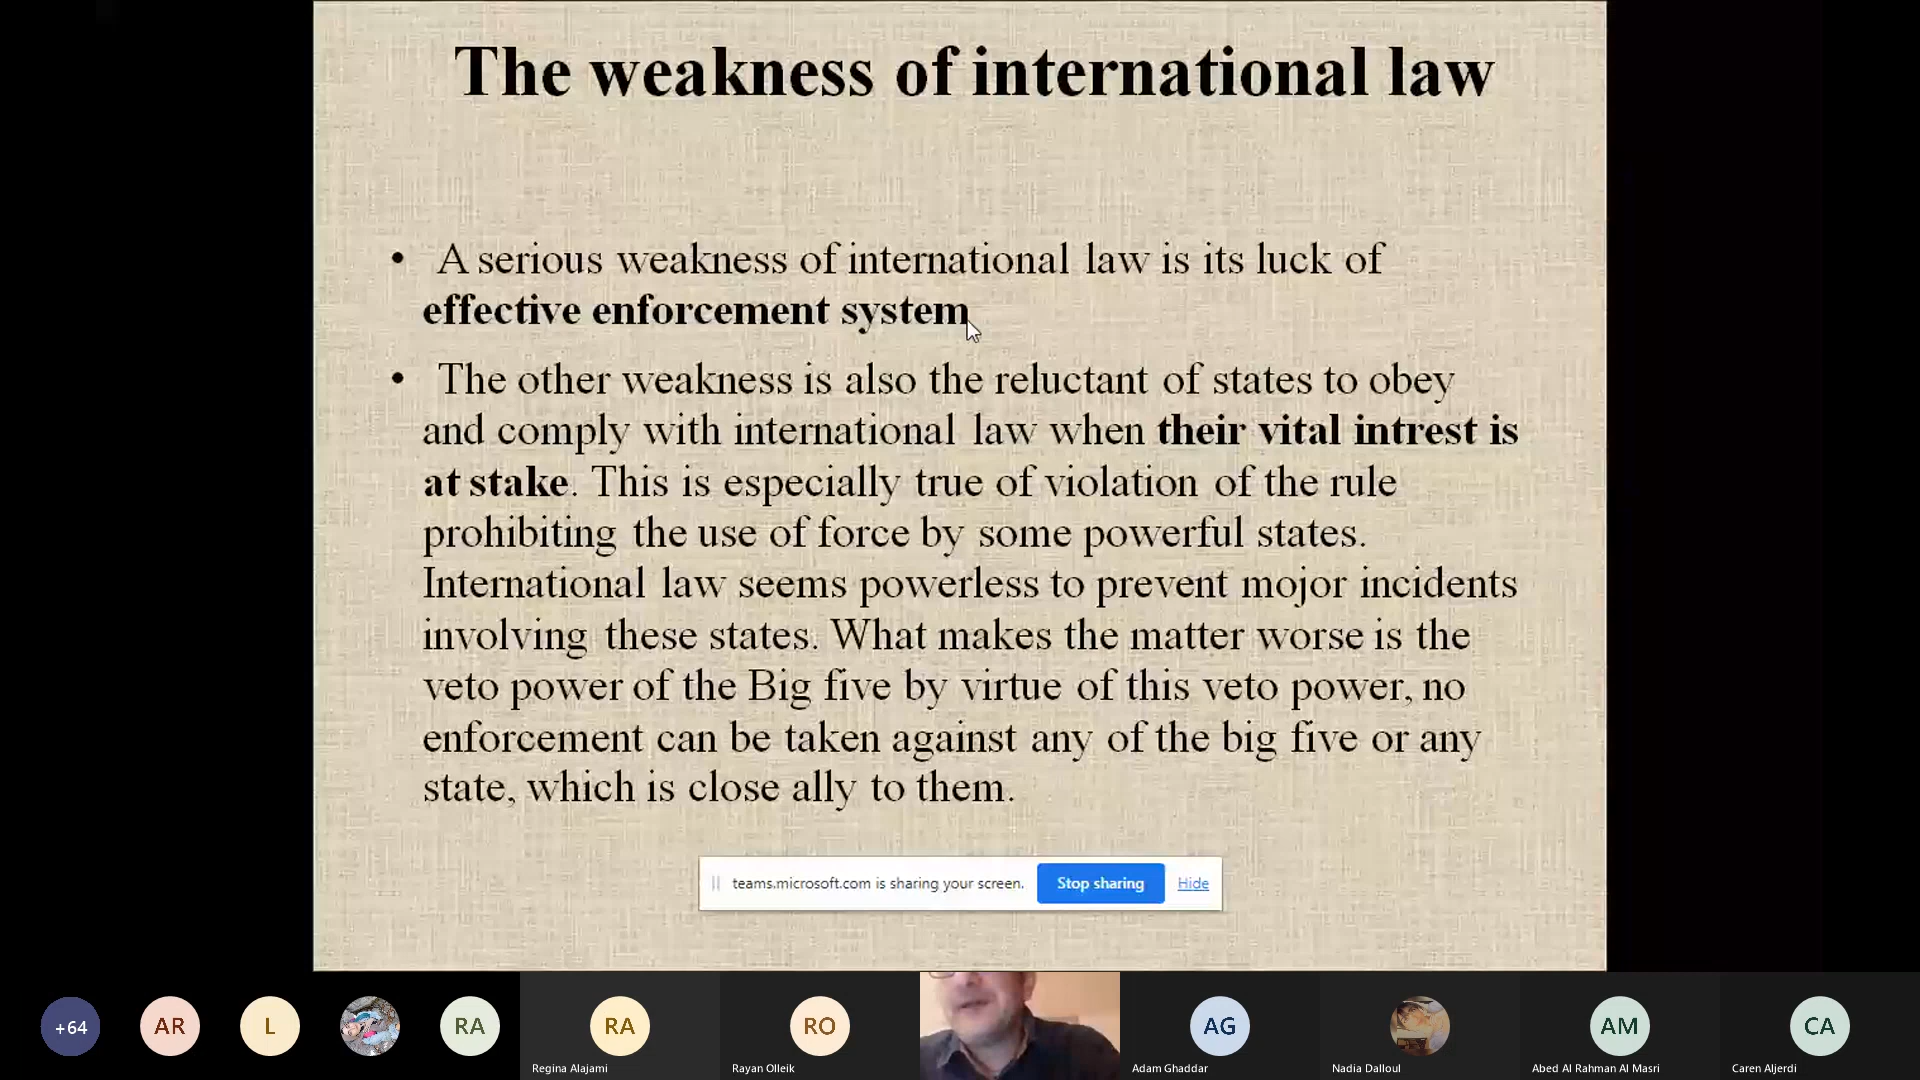 The weakness of international law
• A serious weakness of international law is its luck of
effective enforcement system
• The other weakness is also the reluctant of states to obey
and comply with international law when their vital intrest is
at stake. This is especially true of violation of the rule
prohibiting the use of force by some powerful states.
International law seems powerless to prevent mojor incidents
involving these states. What makes the matter worse is the
veto power of the Big five by virtue of this veto power, no
enforcement can be taken against any of the big five or any
state, which is close ally to them.
teams.microsoft.com is sharing your screen. Stop sharing Hide
+64 AR L RA RA RO AG AM CA
Regina Alajami Rayan Olleik Adam Ghaddar Nadia Dalloul Abed Al Rahman Al Masri Caren Aljerdi